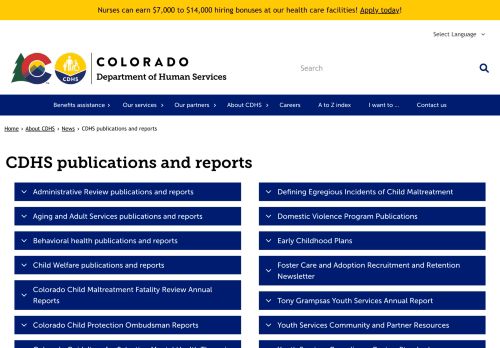 Nurses can earn $7,000 to $14,000 hiring bonuses at our health care facilities! Apply today!
Select Language
COLORADO
Department of Human Services
CDHS
Search
Benefits assistance
Our services
Our partners
About CDHS
Careers
A to Z index
I want to ...
Contact us
Home › About CDHS › News › CDHS publications and reports
CDHS publications and reports
Administrative Review publications and reports
Aging and Adult Services publications and reports
Behavioral health publications and reports
Child Welfare publications and reports
Colorado Child Maltreatment Fatality Review Annual
Reports
Colorado Child Protection Ombudsman Reports
Defining Egregious Incidents of Child Maltreatment
Domestic Violence Program Publications
Early Childhood Plans
Foster Care and Adoption Recruitment and Retention
Newsletter
Tony Grampsas Youth Services Annual Report
Youth Services Community and Partner Resources